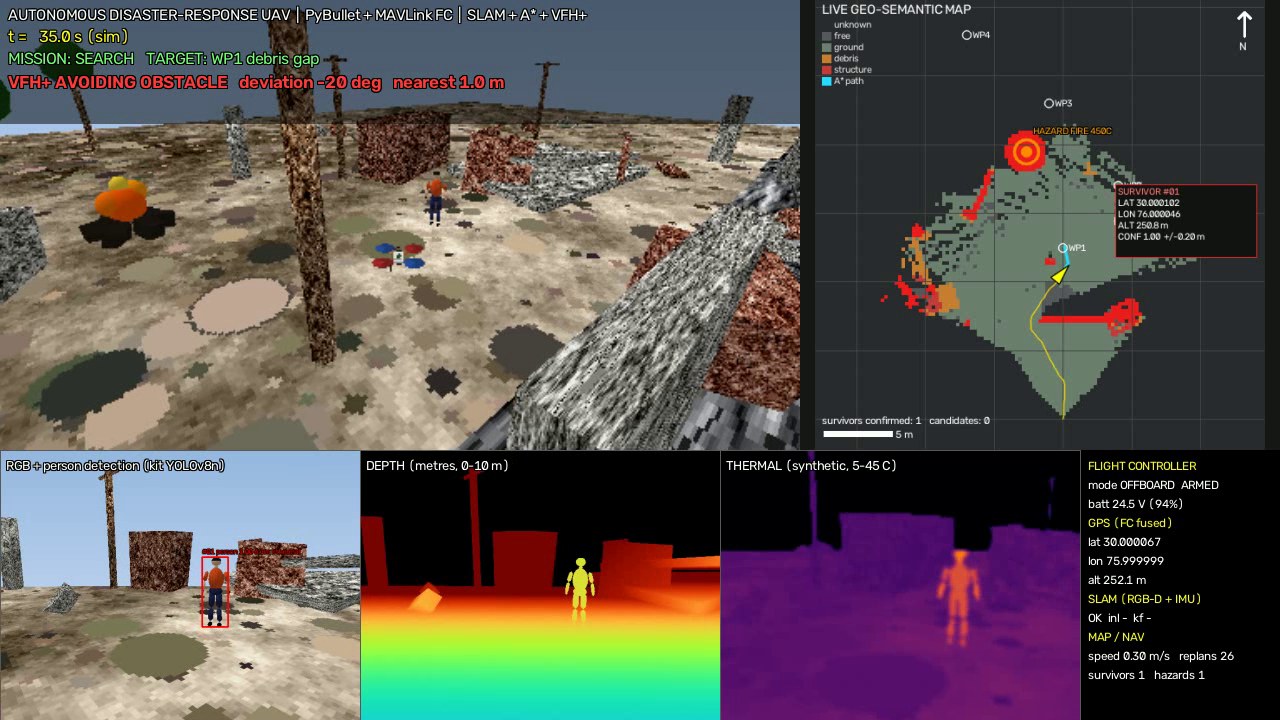 AUTONOMOUS DISASTER-RESPONSE UAV | PyBullet + MAVLink FC | SLAM + A* + VFH+
t = 35.0 s (sim)
MISSION: SEARCH TARGET: WP1 debris gap
VFH+ AVOIDING OBSTACLE deviation -20 deg nearest 1.0 m
LIVE GEO-SEMANTIC MAP
unknown
free
ground
debris
structure
A* path
N
WP4
WP3
HAZARD FIRE 450C
SURVIVOR #01
LAT 30.000102
LON 76.000046
ALT 250.8 m
CONF 1.00 +/-0.20 m
WP1
survivors confirmed: 1 candidates: 0
5 m
RGB + person detection (kit YOLOv8n)
DEPTH (metres, 0-10 m)
THERMAL (synthetic, 5-45 C)
FLIGHT CONTROLLER
mode OFFBOARD ARMED
batt 24.5 V (94%)
GPS (FC fused)
lat 30.000067
lon 75.999999
alt 252.1 m
SLAM (RGB-D + IMU)
OK inl - kf -
MAP / NAV
speed 0.30 m/s replans 26
survivors 1 hazards 1